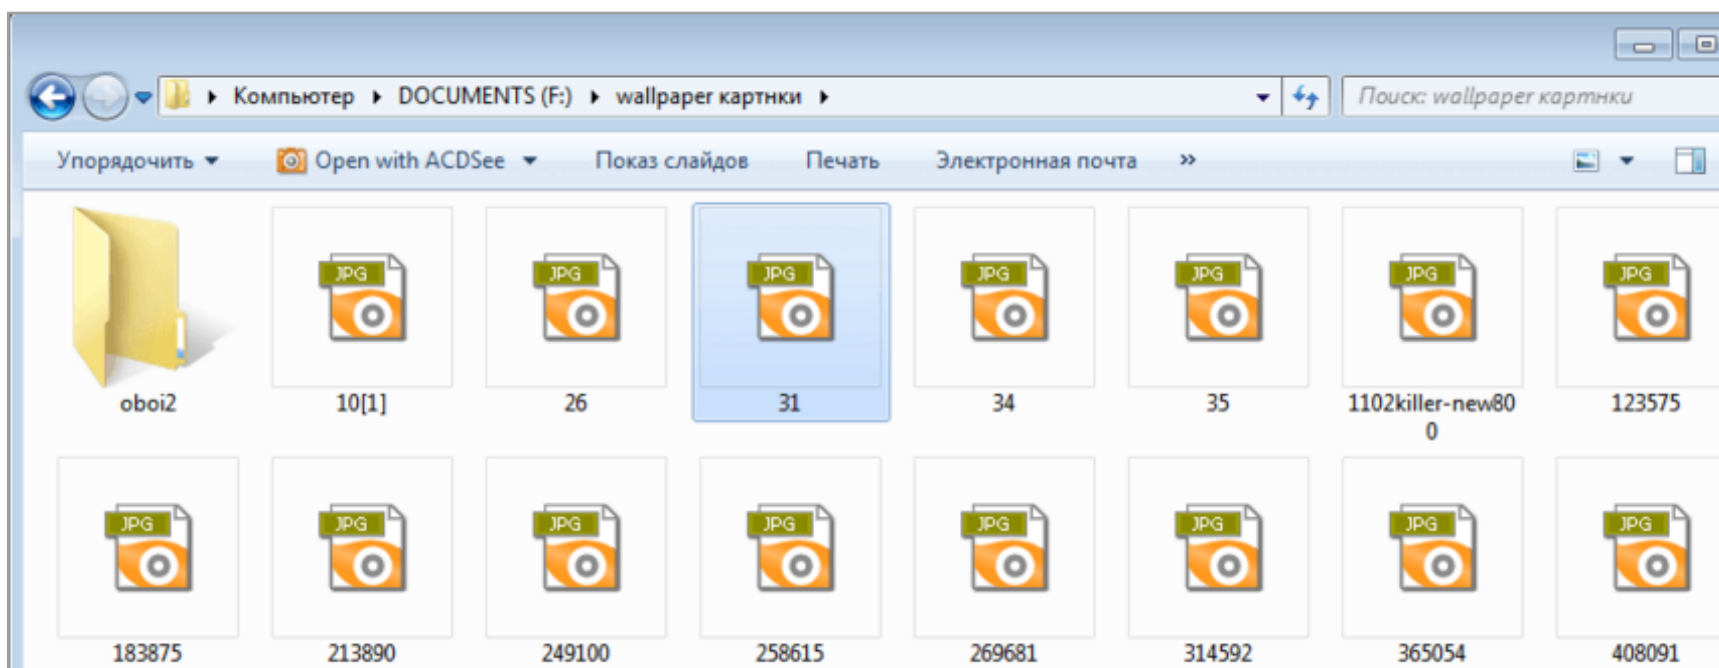 Компьютер DOCUMENTS (F:) wallpaper картнки Поиск: wallpaper картнки
Упорядочить Open with ACDSee Показ слайдов Печать Электронная почта »
JPG JPG JPG JPG JPG JPG JPG
oboi2 10[1] 26 31 34 35 1102killer-new80 123575
0
JPG JPG JPG JPG JPG JPG JPG JPG
183875 213890 249100 258615 269681 314592 365054 408091